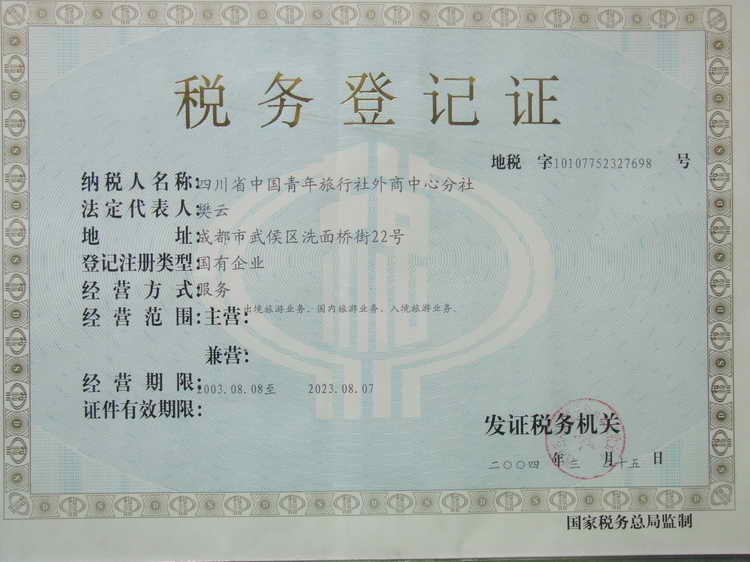 税务登记证
地税 字10107752327698 号
纳税人名称:四川省中国青年旅行社外商中心分社
法定代表人:樊云
地 址:成都市武侯区洗面桥街22号
登记注册类型:国有企业
经营方式:服务
经营范围:主营:出境旅游业务、国内旅游业务、入境旅游业务、
兼营:
经营期限:2003.08.08至 2023.08.07
证件有效期限:
发证税务机关
二〇〇四 年 三 月 十五 日
国家税务总局监制